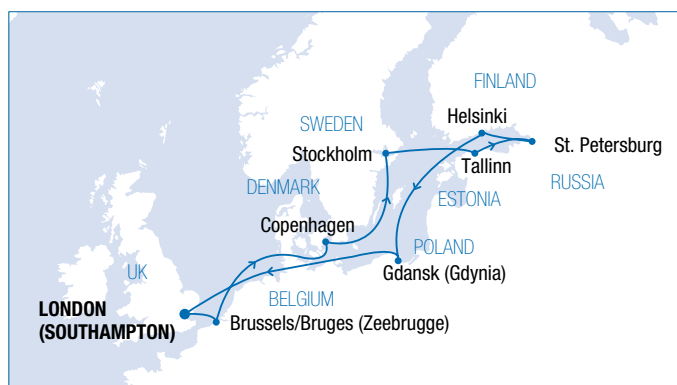 FINLAND
Helsinki
SWEDEN
Stockholm
St. Petersburg
Tallinn
RUSSIA
DENMARK
ESTONIA
Copenhagen
POLAND
UK
Gdansk (Gdynia)
BELGIUM
LONDON
(SOUTHAMPTON)
Brussels/Bruges (Zeebrugge)